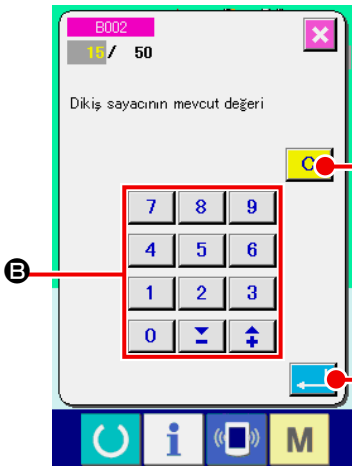 B002
15/ 50
Dikiş sayacının mevcut değeri
C
7 8 9
4 5 6
B
1 2 3
0
i
M